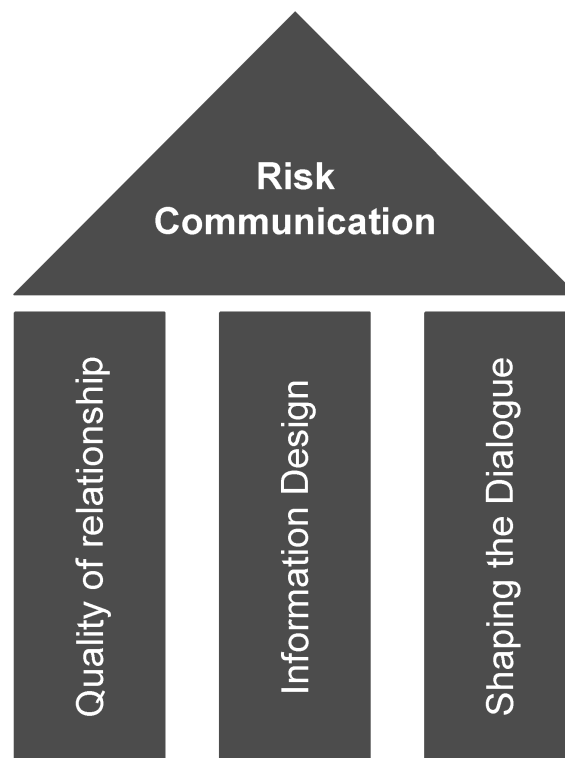 Risk
Communication
Quality of relationship
Information Design
Shaping the Dialogue